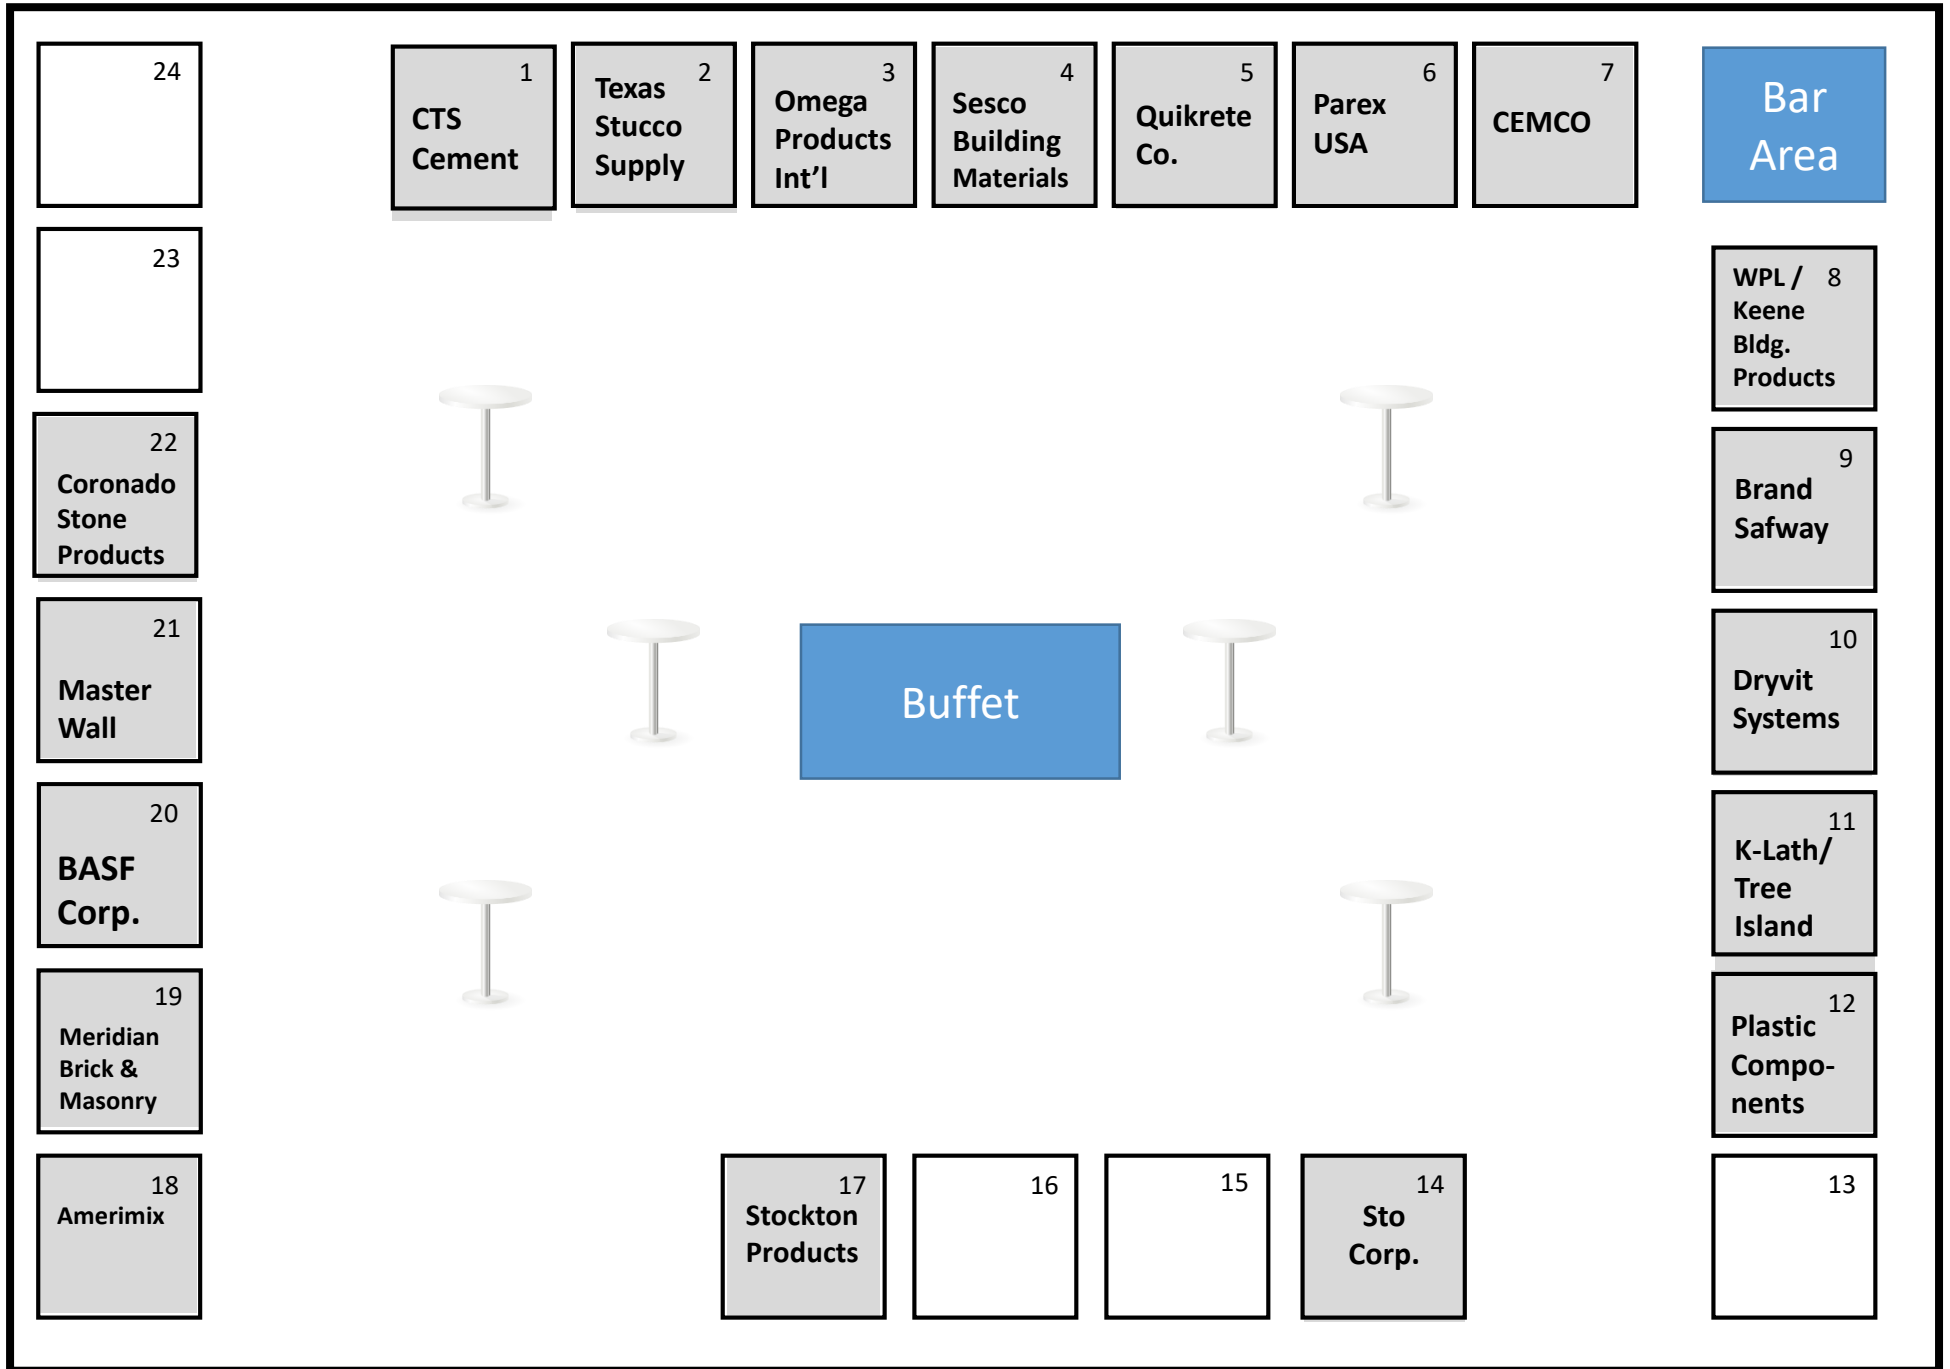 24
1
CTS
Cement
2
Texas
Stucco
Supply
3
Omega
Products
Int’l
4
Sesco
Building
Materials
5
Quikrete
Co.
6
Parex
USA
7
CEMCO
Bar
Area
23
WPL / 8
Keene
Bldg.
Products
22
Coronado
Stone
Products
9
Brand
Safway
21
Master
Wall
Buffet
10
Dryvit
Systems
20
BASF
Corp.
11
K-Lath/
Tree
Island
19
Meridian
Brick &
Masonry
12
Plastic
Compo-
nents
18
Amerimix
17
Stockton
Products
16
15
14
Sto
Corp.
13